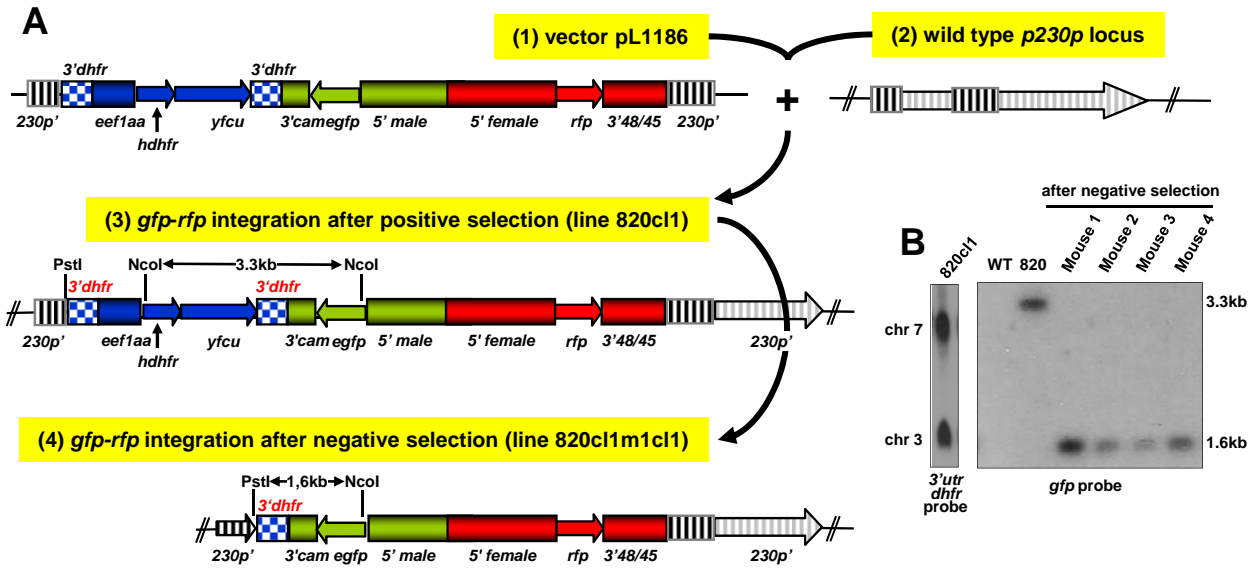 A
(1) vector pL1186
(2) wild type p230p locus
3'dhfr
3'dhfr
230p'
eef1aa
hdhfr
yfcu
3'cam
egfp
5' male
5' female
rfp
3'48/45
230p'
+
(3) gfp-rfp integration after positive selection (line 820cl1)
PstI
NcoI
3.3kb
NcoI
3'dhfr
3'dhfr
230p'
eef1aa
hdhfr
yfcu
3'cam
egfp
5' male
5' female
rfp
3'48/45
230p'
(4) gfp-rfp integration after negative selection (line 820cl1m1cl1)
PstI
1,6kb
NcoI
3'dhfr
230p'
3'cam
egfp
5' male
5' female
rfp
3'48/45
230p'
B
after negative selection
820cl1
WT
820
Mouse 1
Mouse 2
Mouse 3
Mouse 4
chr 7
chr 3
3.3kb
1.6kb
3'utr
dhfr
probe
gfp probe